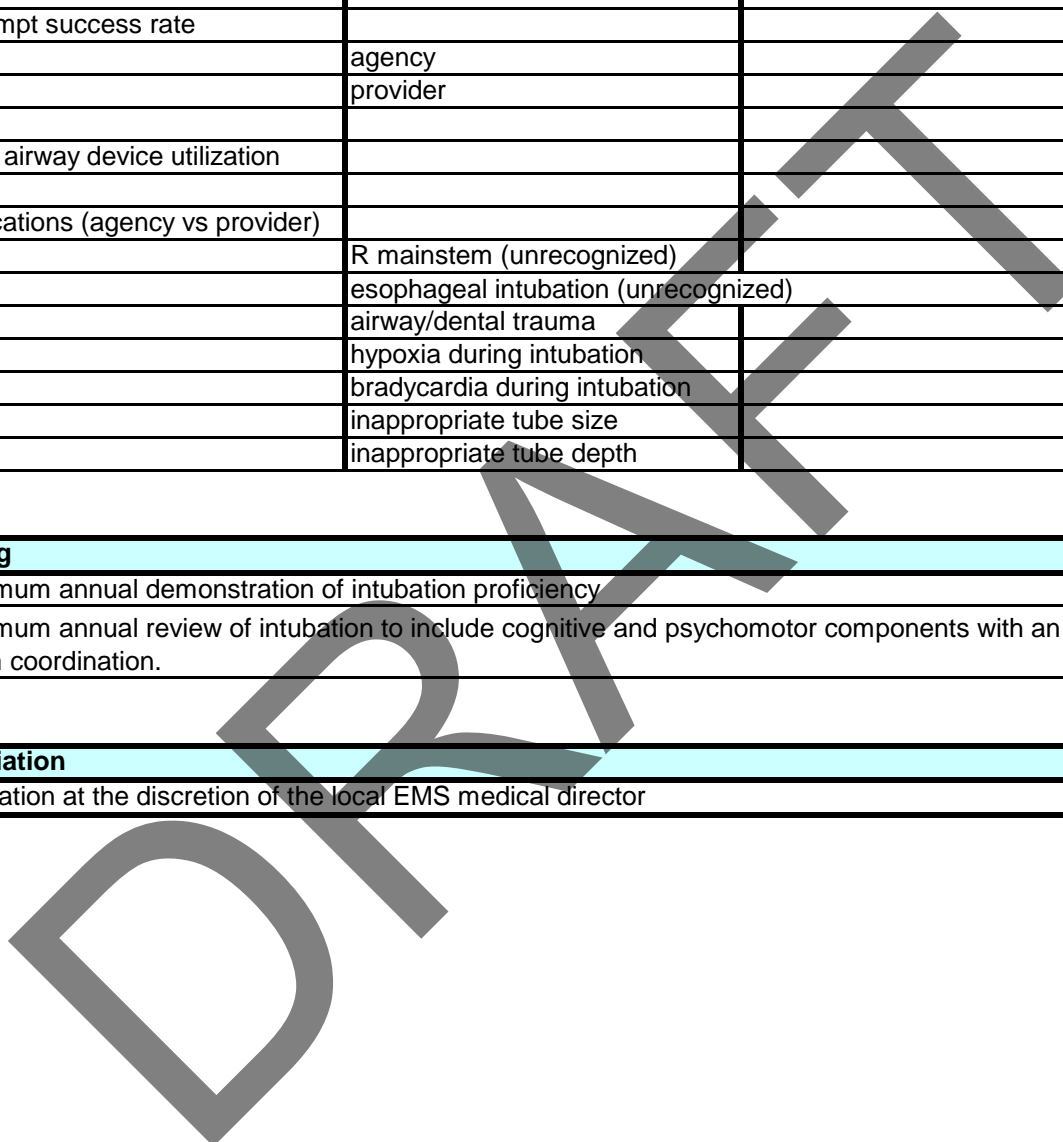 mpt success rate
agency
provider
airway device utilization
cations (agency vs provider)
R mainstem (unrecognized)
esophageal intubation (unrecognized)
airway/dental trauma
hypoxia during intubation
bradycardia during intubation
inappropriate tube size
inappropriate tube depth
g
mum annual demonstration of intubation proficiency
mum annual review of intubation to include cognitive and psychomotor components with an
n coordination.
iation
ation at the discretion of the local EMS medical director
DRAFT